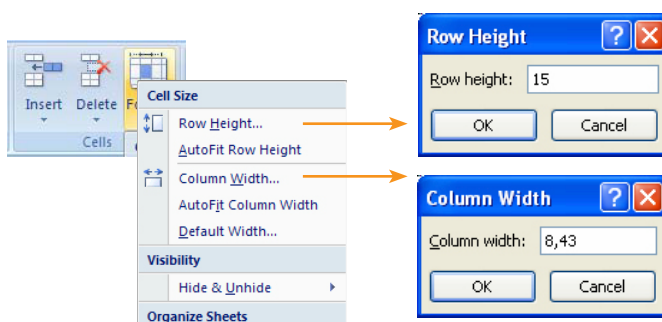 Insert Delete Fo
Cells
Cell Size
Row Height...
AutoFit Row Height
Column Width...
AutoFit Column Width
Default Width...
Visibility
Hide & Unhide
Organize Sheets
Row Height
Row height: 15
OK Cancel
Column Width
Column width: 8,43
OK Cancel